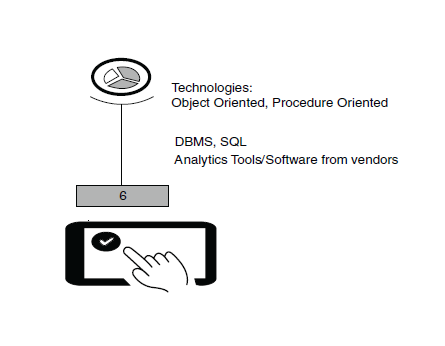 Technologies:
Object Oriented, Procedure Oriented
DBMS, SQL
Analytics Tools/Software from vendors
6